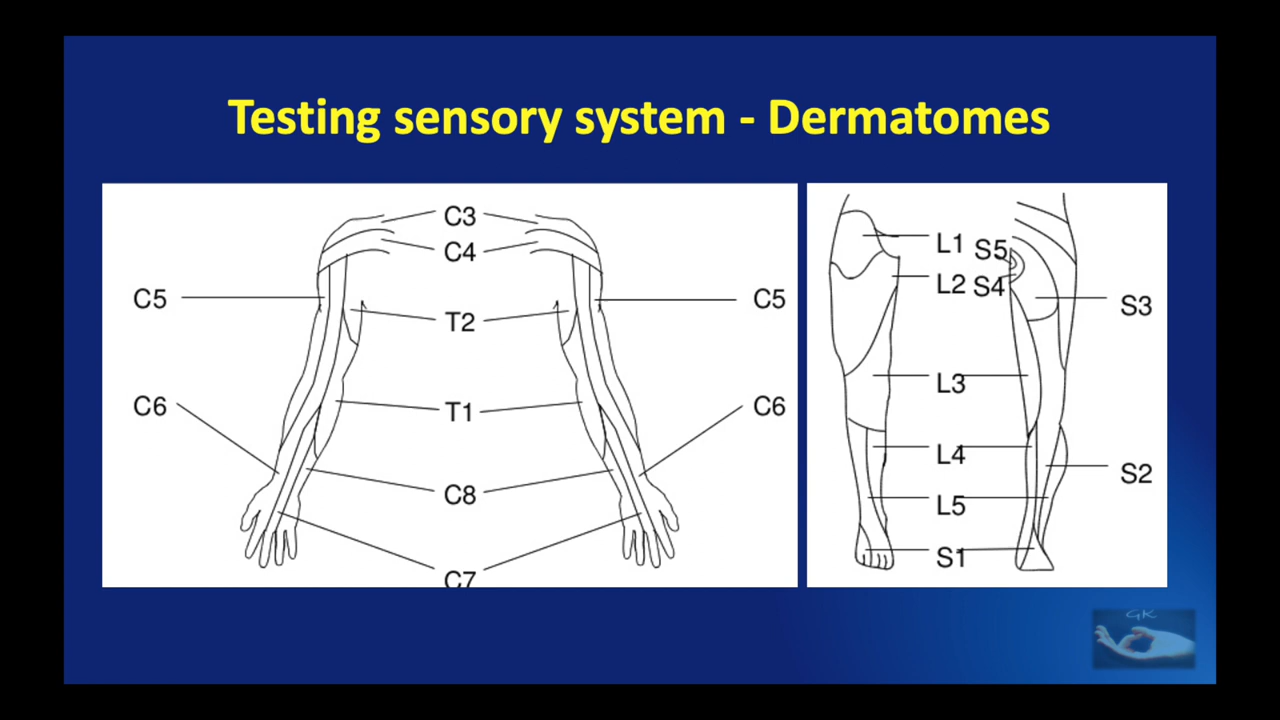 Testing sensory system - Dermatomes
C3
C4
C5
C5
T2
C6
C6
T1
C8
C7
L1
S5
L2
S4
S3
L3
L4
S2
L5
S1
GK